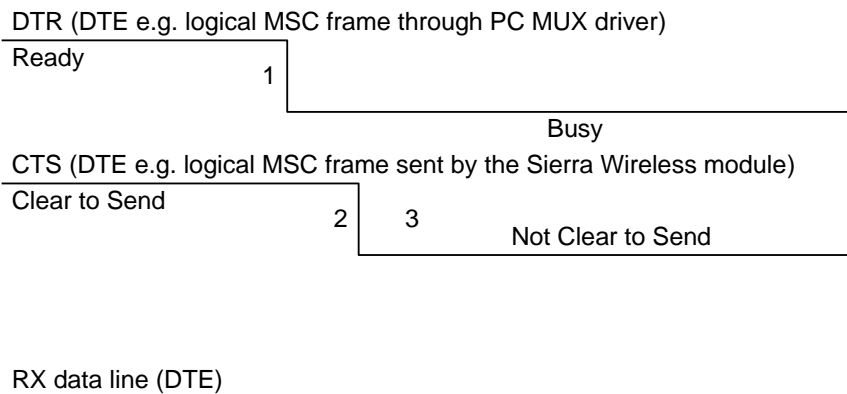 DTR (DTE e.g. logical MSC frame through PC MUX driver)
Ready
1
Busy
CTS (DTE e.g. logical MSC frame sent by the Sierra Wireless module)
Clear to Send
2
3
Not Clear to Send
RX data line (DTE)